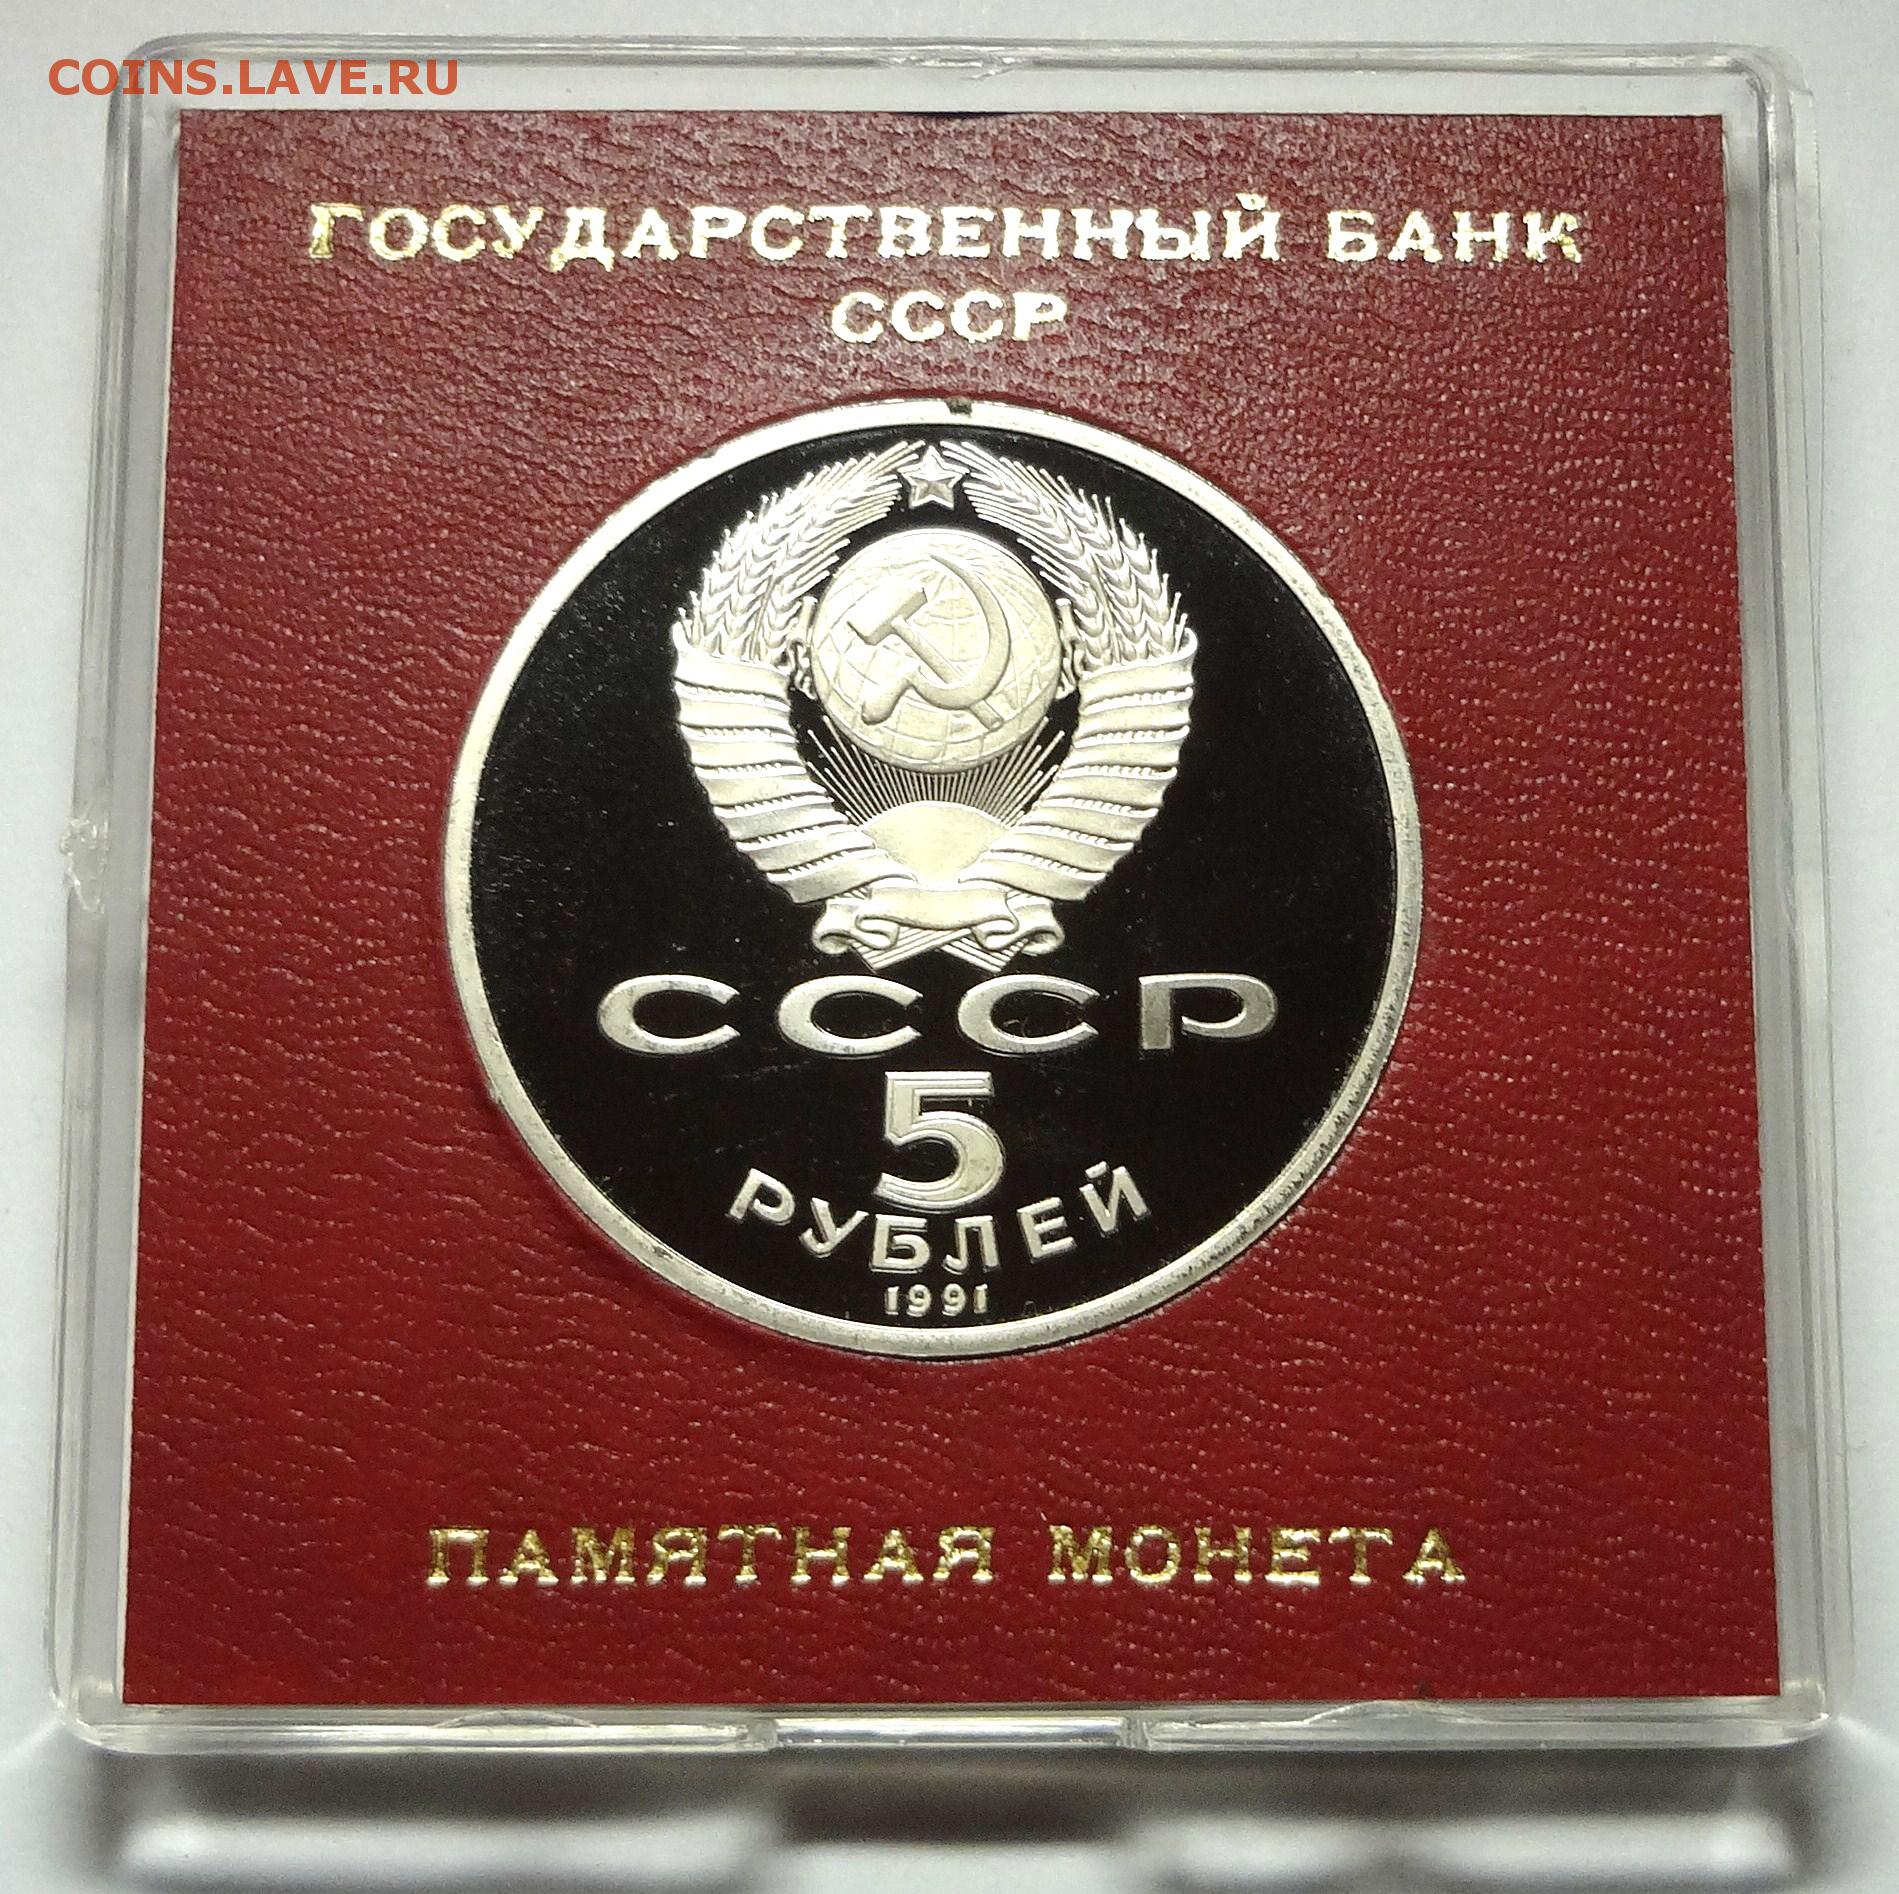 COINS.LAVE.RU
ГОСУДАРСТВЕННЫЙ БАНК
СССР
СССР
5
РУБЛЕЙ
1991
ПАМЯТНАЯ МОНЕТА